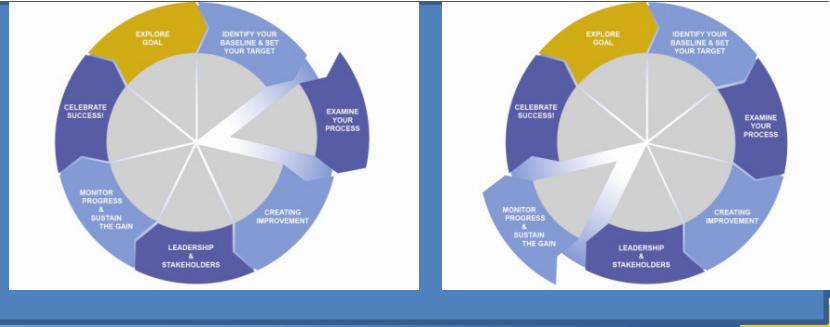 EXPLORE
GOAL
IDENTIFY YOUR
BASELINE & SET
YOUR TARGET
EXAMINE
YOUR
PROCESS
CREATING
IMPROVEMENT
LEADERSHIP
&
STAKEHOLDERS
MONITOR
PROGRESS
&
SUSTAIN
THE GAIN
CELEBRATE
SUCCESS!
EXPLORE
GOAL
IDENTIFY YOUR
BASELINE & SET
YOUR TARGET
EXAMINE
YOUR
PROCESS
CREATING
IMPROVEMENT
LEADERSHIP
&
STAKEHOLDERS
MONITOR
PROGRESS
&
SUSTAIN
THE GAIN
CELEBRATE
SUCCESS!